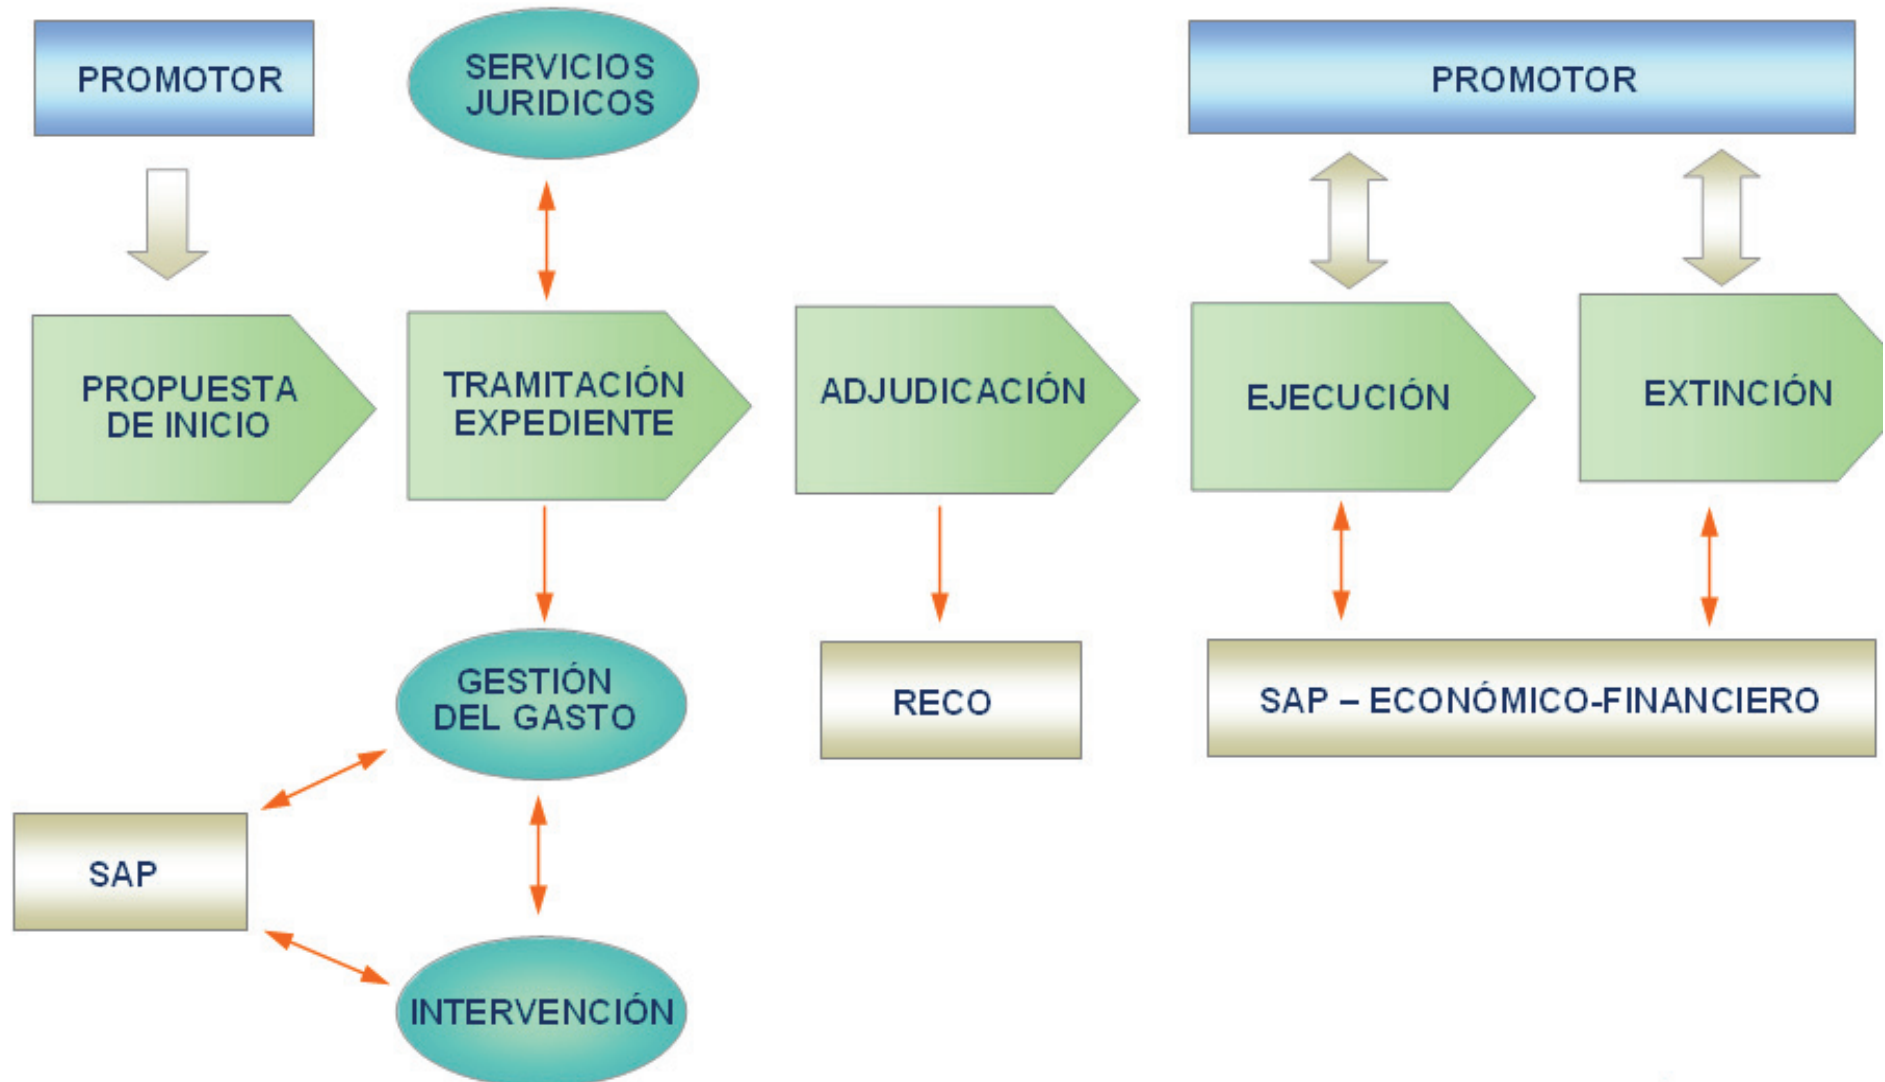 PROMOTOR
SERVICIOS
JURIDICOS
PROMOTOR
PROPUESTA
DE INICIO
TRAMITACIÓN
EXPEDIENTE
ADJUDICACIÓN
EJECUCIÓN
EXTINCIÓN
GESTIÓN
DEL GASTO
RECO
SAP – ECONÓMICO-FINANCIERO
SAP
INTERVENCIÓN